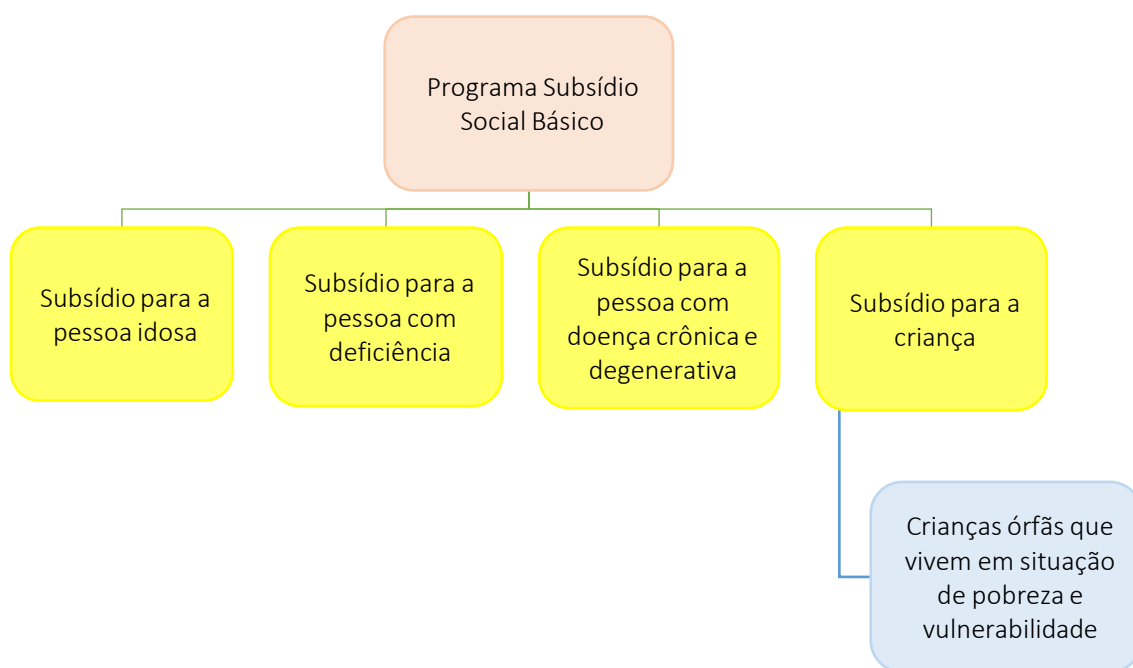 Programa Subsídio
Social Básico
Subsídio para a
pessoa idosa
Subsídio para a
pessoa com
deficiência
Subsídio para a
pessoa com
doença crônica e
degenerativa
Subsídio para a
criança
Crianças órfãs que
vivem em situação
de pobreza e
vulnerabilidade